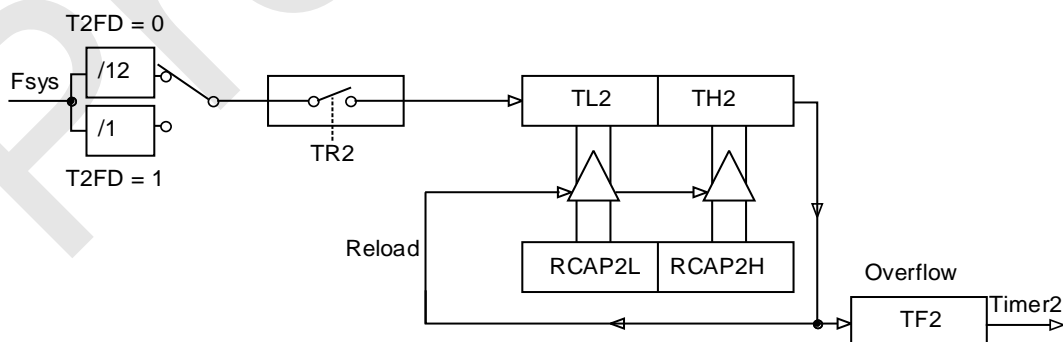 T2FD = 0
Fsys
/12
/1
T2FD = 1
TR2
TL2 TH2
Reload
RCAP2L RCAP2H
Overflow
TF2
Timer2